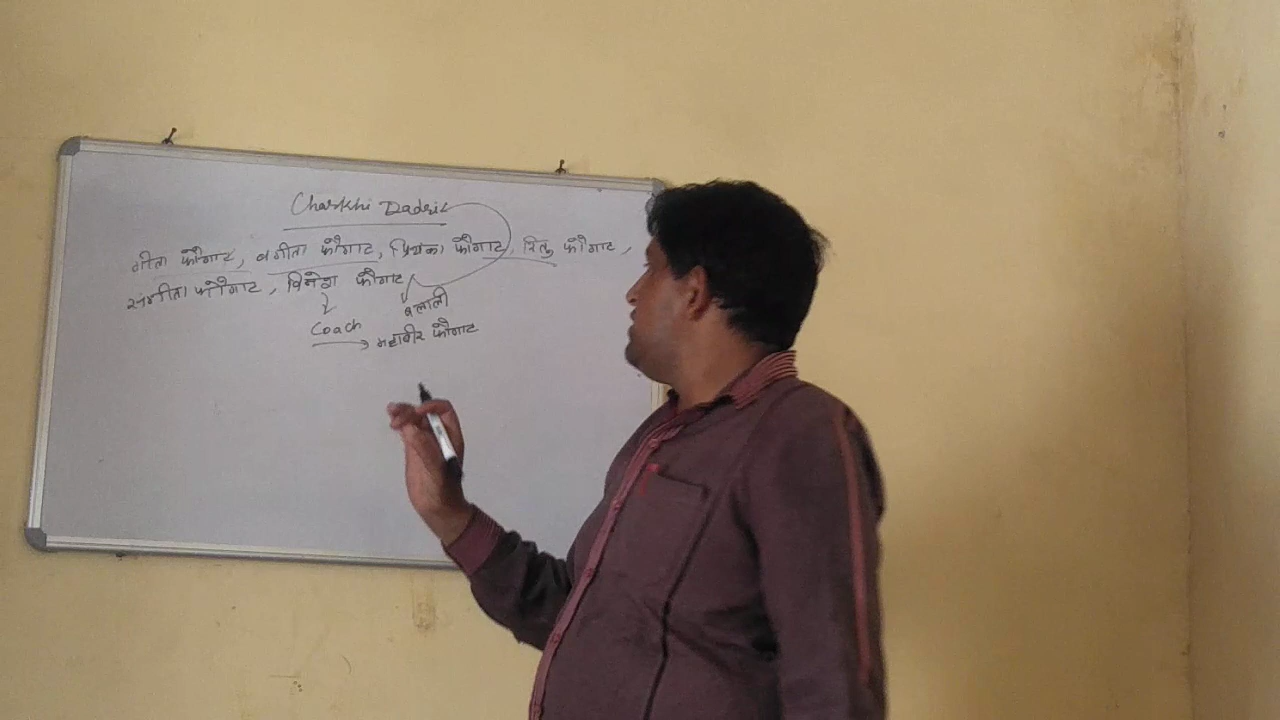 Charkhi Dadri
गीता फौगाट, बबीता फौगाट, प्रियंका फौगाट, रितु फौगाट,
संगीता फौगाट, विनेश फौगाट
बलाली
Coach
महावीर फौगाट